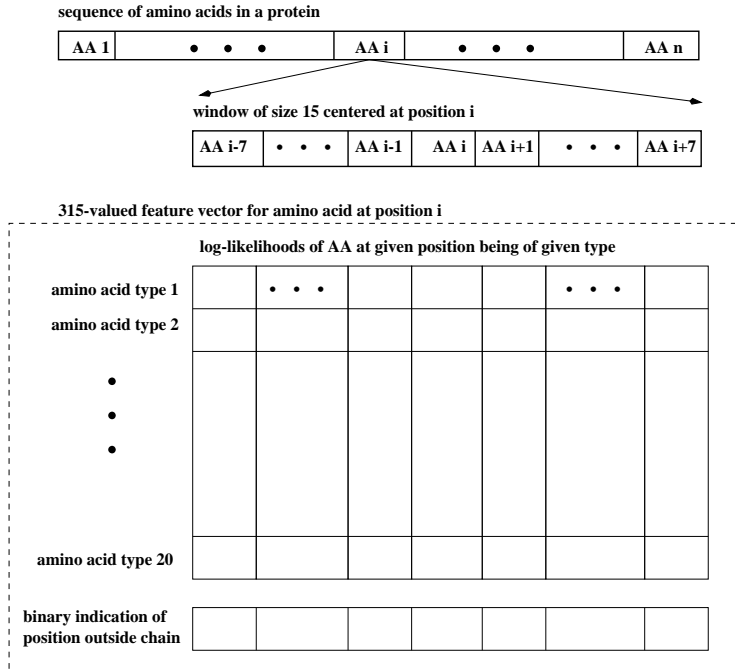 sequence of amino acids in a protein
AA 1 • • • AA i • • • AA n
window of size 15 centered at position i
AA i-7 • • • AA i-1 AA i AA i+1 • • • AA i+7
315-valued feature vector for amino acid at position i
log-likelihoods of AA at given position being of given type
amino acid type 1 • • • • • •
amino acid type 2
amino acid type 20
binary indication of
position outside chain